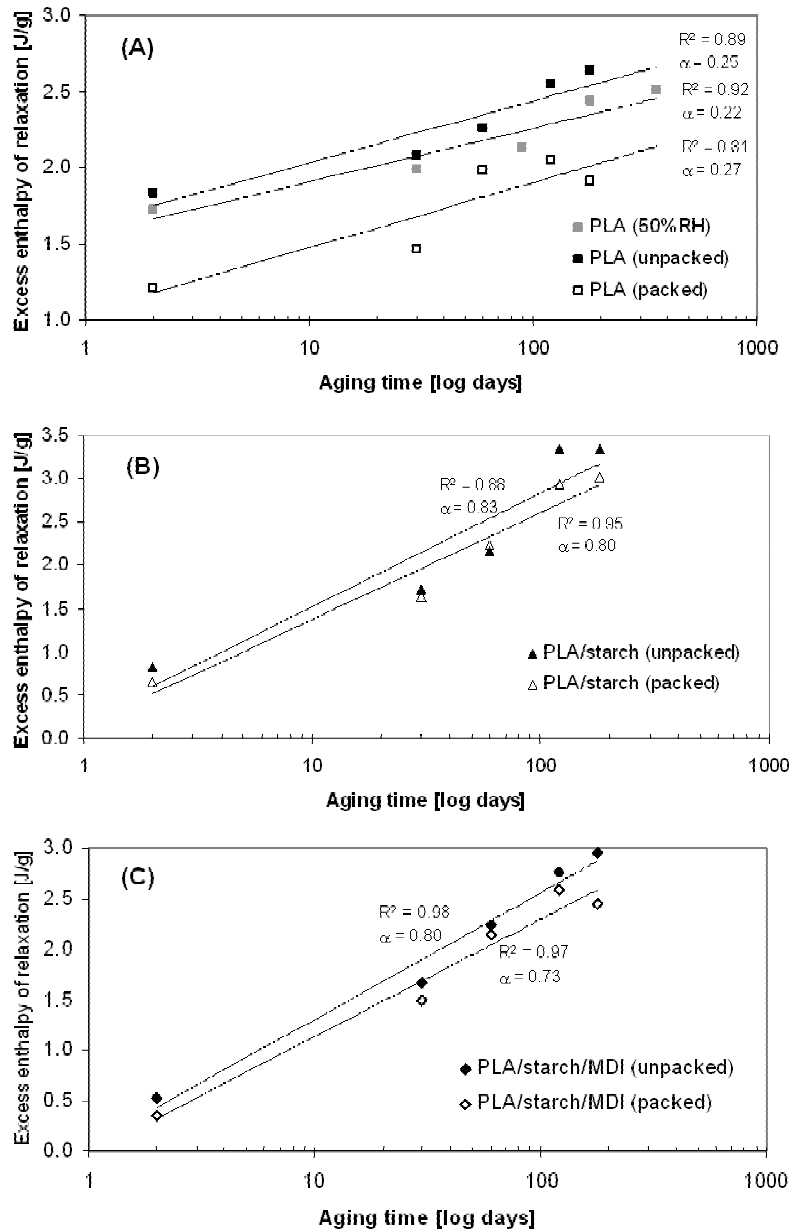 (A)
Excess enthalpy of relaxation [J/g]
3.0
2.5
2.0
1.5
1.0
R² = 0.89
α = 0.25
R² = 0.92
α = 0.22
R² = 0.81
α = 0.27
PLA (50%RH)
PLA (unpacked)
PLA (packed)
1 10 100 1000
Aging time [log days]
(B)
Excess enthalpy of relaxation [J/g]
3.5
3.0
2.5
2.0
1.5
1.0
0.5
0.0
R² = 0.88
α = 0.83
R² = 0.95
α = 0.80
PLA/starch (unpacked)
PLA/starch (packed)
1 10 100 1000
Aging time [log days]
(C)
Excess enthalpy of relaxation [J/g]
3.0
2.5
2.0
1.5
1.0
0.5
0.0
R² = 0.98
α = 0.80
R² = 0.97
α = 0.73
PLA/starch/MDI (unpacked)
PLA/starch/MDI (packed)
1 10 100 1000
Aging time [log days]